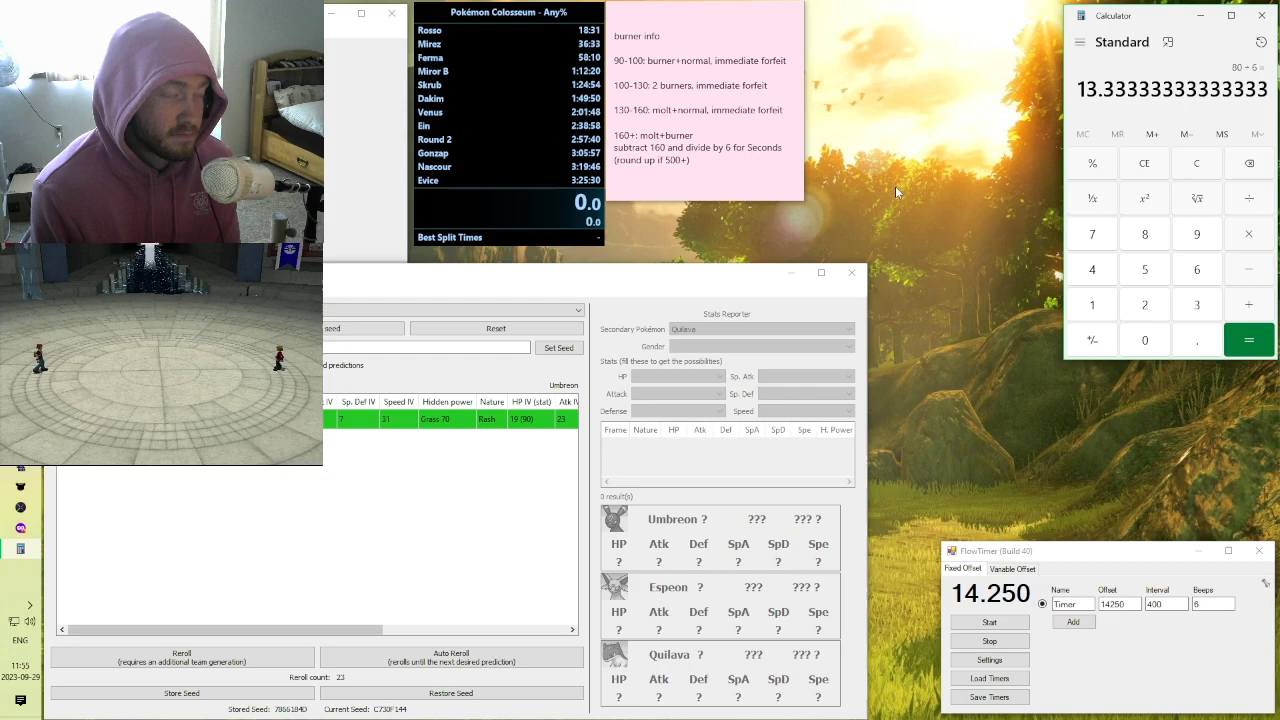 Pokémon Colosseum - Any%
Rosso 18:31
Mirez 36:33
Ferma 58:10
Miror B 1:12:20
Skrub 1:24:54
Dakim 1:49:50
Venus 2:01:48
Ein 2:38:58
Round 2 2:57:40
Gonzap 3:05:57
Nascour 3:19:46
Evice 3:25:30
0.0
0.0
Best Split Times -
burner info
90-100: burner+normal, immediate forfeit
100-130: 2 burners, immediate forfeit
130-160: molt+normal, immediate forfeit
160+: molt+burner
subtract 160 and divide by 6 for Seconds
(round up if 500+)
Calculator
Standard
80 ÷ 6 =
13.33333333333333
MC MR M+ M− MS M˅
% CE C
¹/x x² ²√x ÷
7 8 9 ×
4 5 6 −
1 2 3 +
+/- 0 . =
seed Reset
Set Seed
d predictions
Umbreon
IV Sp. Def IV Speed IV Hidden power Nature HP IV (stat) Atk IV
7 31 Grass 70 Rash 19 (90) 23
Reroll
(requires an additional team generation)
Auto Reroll
(rerolls until the next desired prediction)
Reroll count: 23
Store Seed Restore Seed
Stored Seed: 7866184D Current Seed: C730F144
Stats Reporter
Secondary Pokémon Quilava
Gender
Stats (fill these to get the possibilities)
HP Sp. Atk
Attack Sp. Def
Defense Speed
Frame Nature HP Atk Def SpA SpD Spe H. Power
0 result(s)
Umbreon ? ??? ??? ?
HP Atk Def SpA SpD Spe
? ? ? ? ? ?
Espeon ? ??? ??? ?
HP Atk Def SpA SpD Spe
? ? ? ? ? ?
Quilava ? ??? ??? ?
HP Atk Def SpA SpD Spe
? ? ? ? ? ?
FlowTimer (Build 40)
Fixed Offset Variable Offset
14.250
Name Offset Interval Beeps
Timer 14250 400 6
Add
Start
Stop
Settings
Load Timers
Save Timers
ENG
11:55
2023-09-29